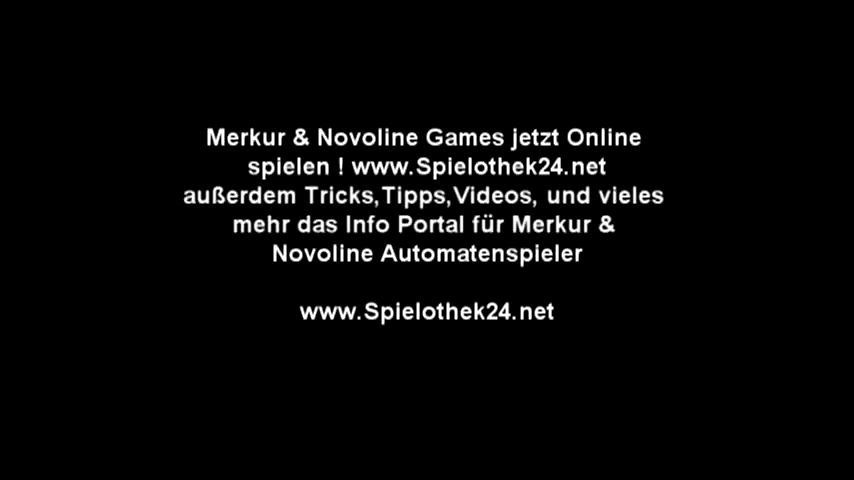 Merkur & Novoline Games jetzt Online
spielen ! www.Spielothek24.net
außerdem Tricks,Tipps,Videos, und vieles
mehr das Info Portal für Merkur &
Novoline Automatenspieler
www.Spielothek24.net